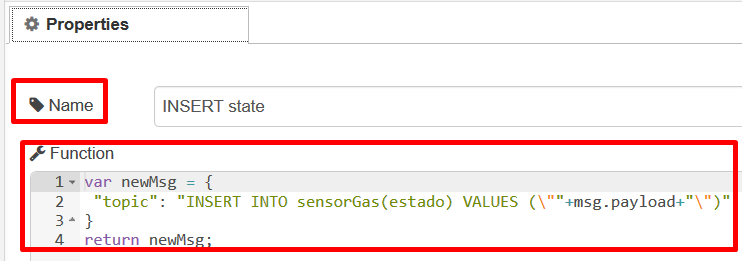 Properties
Name
INSERT state
Function
1 var newMsg = {
2 "topic": "INSERT INTO sensorGas(estado) VALUES (\""+msg.payload+"\")"
3 }
4 return newMsg;